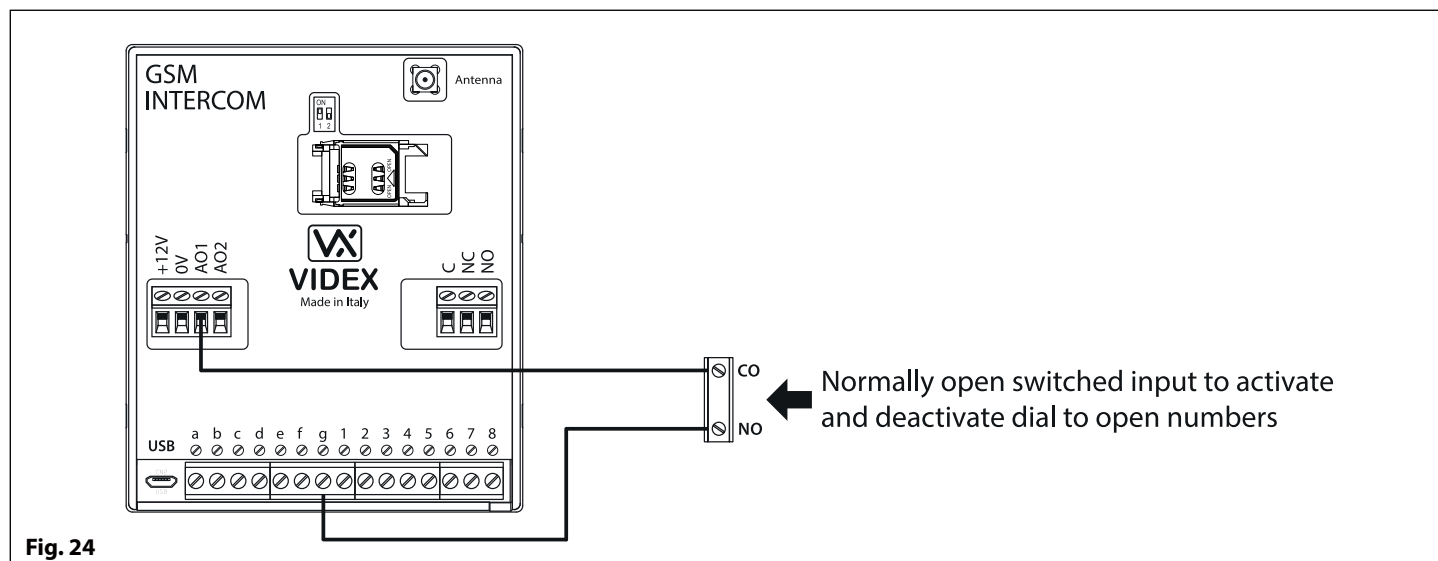 GSM
INTERCOM
Antenna
ON
1 2
OPEN
OPEN
+12V
0V
AO1
AO2
C
NC
NO
VIDEX
Made in Italy
CO
NO
Normally open switched input to activate
and deactivate dial to open numbers
USB
a b c d e f g 1 2 3 4 5 6 7 8
Fig. 24